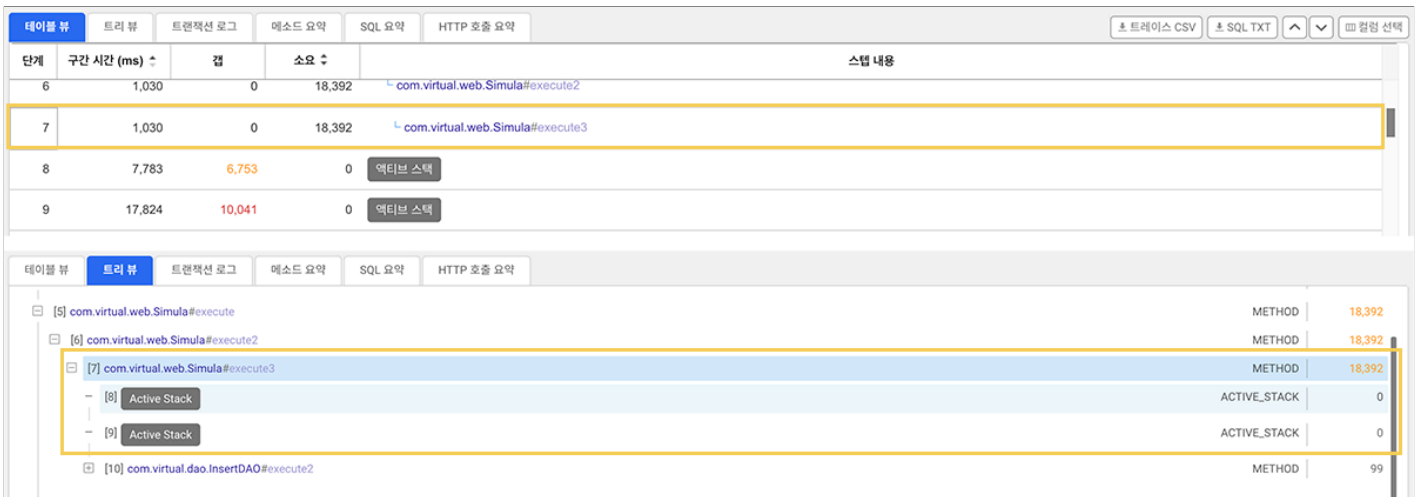 테이블 뷰 트리 뷰 트랜잭션 로그 메소드 요약 SQL 요약 HTTP 호출 요약 트레이스 CSV SQL TXT 컬럼 선택
단계 구간 시간 (ms) 갭 소요 스텝 내용
6 1,030 0 18,392 com.virtual.web.Simula#execute2
7 1,030 0 18,392 com.virtual.web.Simula#execute3
8 7,783 6,753 0 액티브 스택
9 17,824 10,041 0 액티브 스택
테이블 뷰 트리 뷰 트랜잭션 로그 메소드 요약 SQL 요약 HTTP 호출 요약
[5] com.virtual.web.Simula#execute METHOD 18,392
[6] com.virtual.web.Simula#execute2 METHOD 18,392
[7] com.virtual.web.Simula#execute3 METHOD 18,392
[8] Active Stack ACTIVE_STACK 0
[9] Active Stack ACTIVE_STACK 0
[10] com.virtual.dao.InsertDAO#execute2 METHOD 99